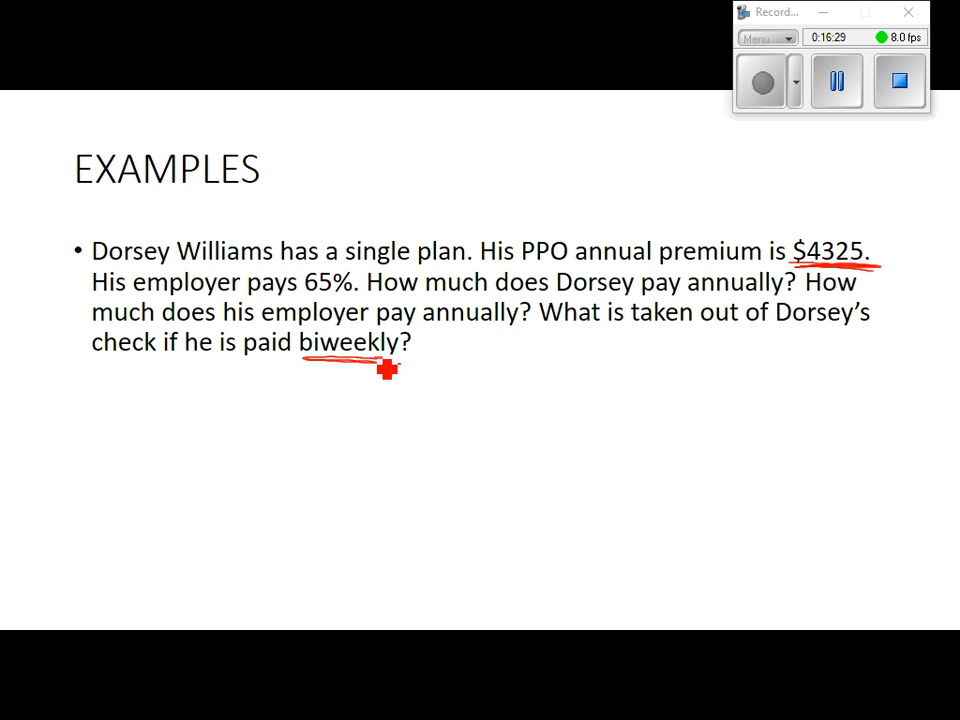 Record...
Menu
0:16:29
8.0 fps
EXAMPLES
• Dorsey Williams has a single plan. His PPO annual premium is $4325.
His employer pays 65%. How much does Dorsey pay annually? How
much does his employer pay annually? What is taken out of Dorsey’s
check if he is paid biweekly?